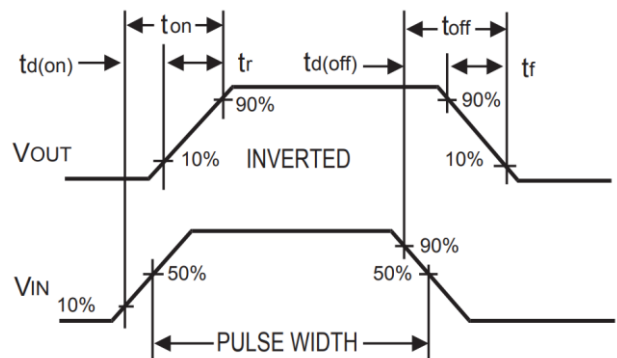 ton toff
td(on) tr td(off) tf
90% 90%
VOUT 10% INVERTED 10%
90%
VIN 50% 50%
10%
PULSE WIDTH